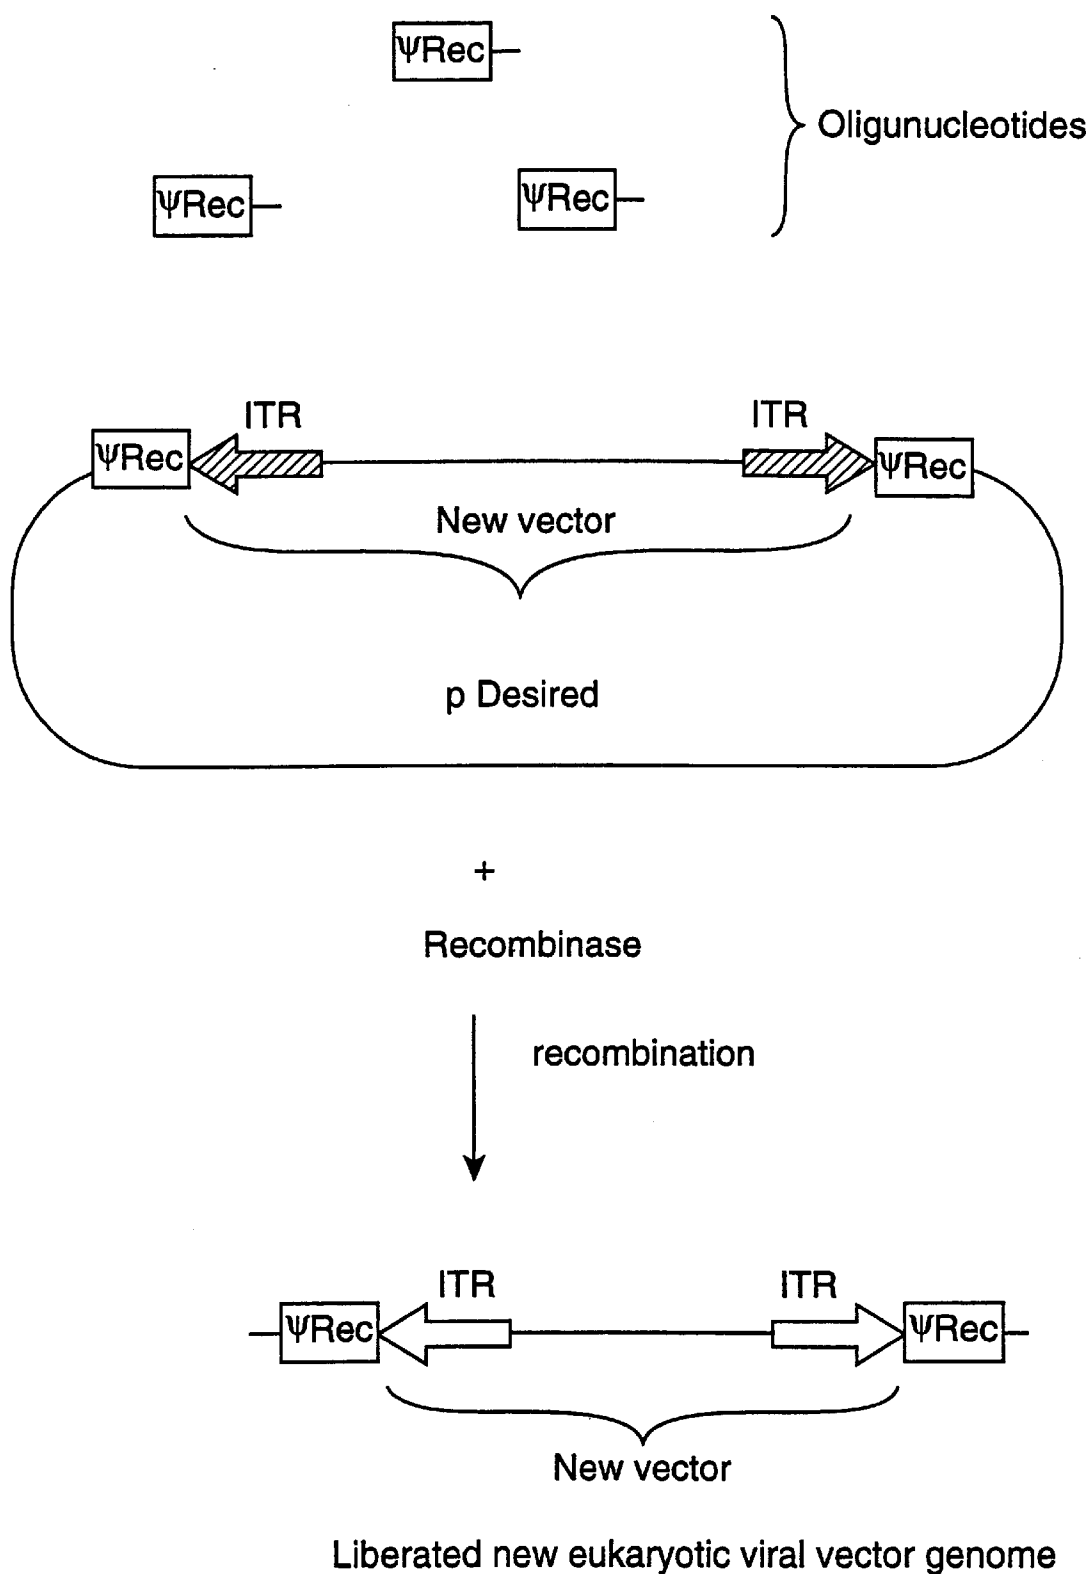 ΨRec
Oligunucleotides
ΨRec ΨRec
ITR ITR
ΨRec ΨRec
New vector
p Desired
+
Recombinase
recombination
ITR ITR
ΨRec ΨRec
New vector
Liberated new eukaryotic viral vector genome